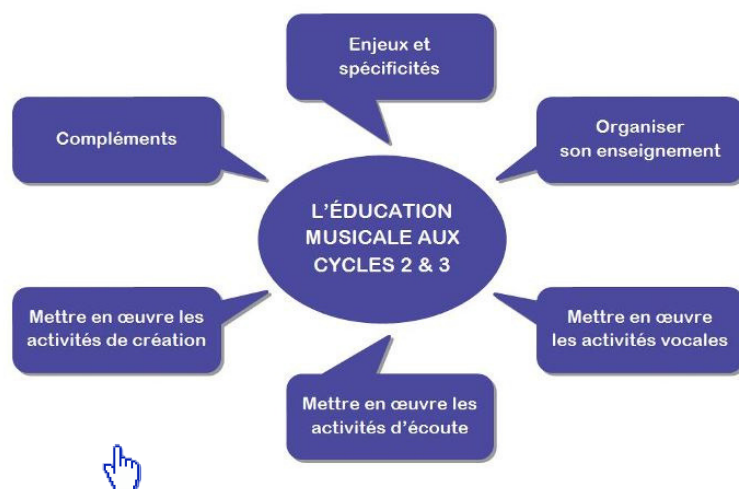 Enjeux et
spécificités
Compléments
Organiser
son enseignement
L'ÉDUCATION
MUSICALE AUX
CYCLES 2 & 3
Mettre en œuvre les
activités de création
Mettre en œuvre
les activités vocales
Mettre en œuvre les
activités d'écoute